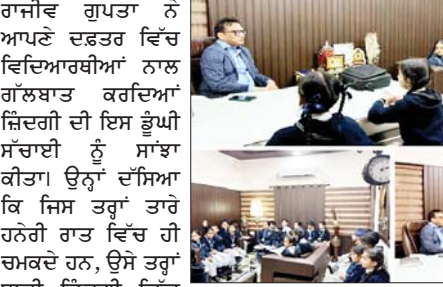 ਰਾਜੀਵ ਗੁਪਤਾ ਨੇ
ਆਪਣੇ ਦਫ਼ਤਰ ਵਿੱਚ
ਵਿਦਿਆਰਥੀਆਂ ਨਾਲ
ਗੱਲਬਾਤ ਕਰਦਿਆਂ
ਜ਼ਿੰਦਗੀ ਦੀ ਇਸ ਡੂੰਘੀ
ਸੱਚਾਈ ਨੂੰ ਸਾਂਝਾ
ਕੀਤਾ। ਉਨ੍ਹਾਂ ਦੱਸਿਆ
ਕਿ ਜਿਸ ਤਰ੍ਹਾਂ ਤਾਰੇ
ਹਨੇਰੀ ਰਾਤ ਵਿੱਚ ਹੀ
ਚਮਕਦੇ ਹਨ, ਉਸੇ ਤਰ੍ਹਾਂ